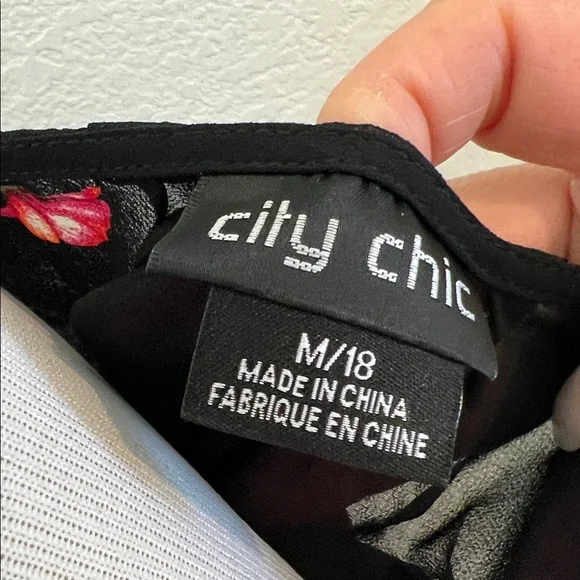 city chic
M/18
MADE IN CHINA
FABRIQUE EN CHINE